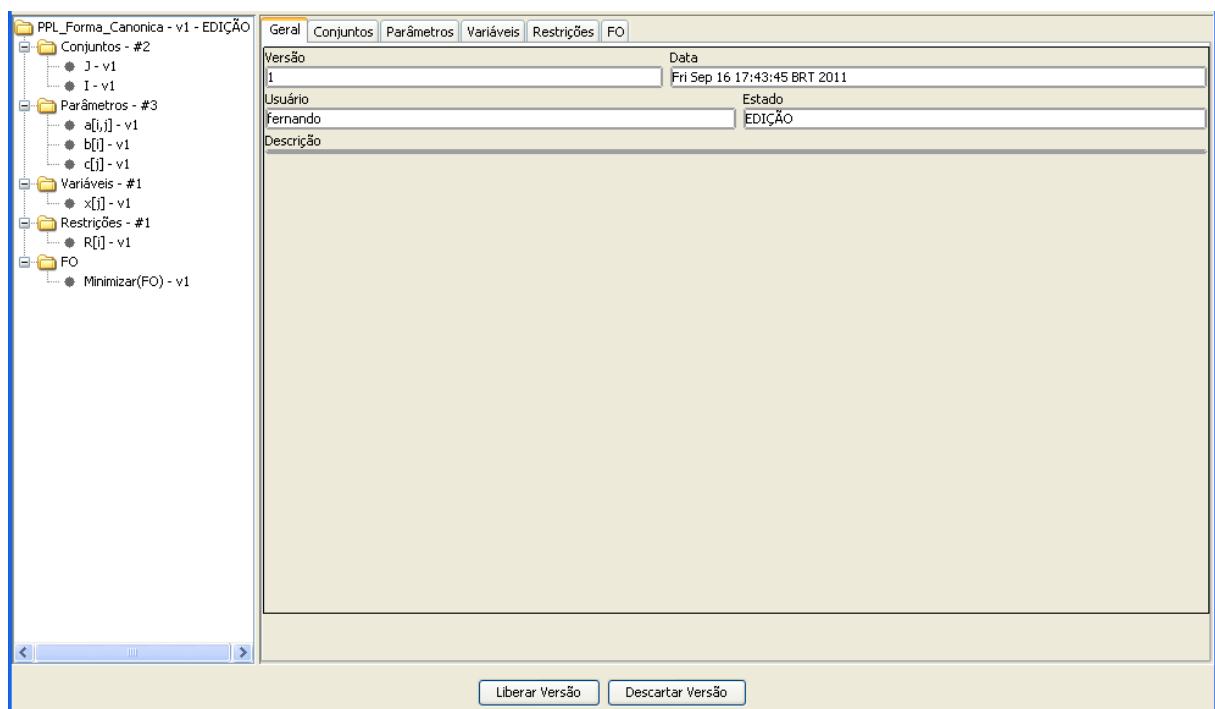 PPL_Forma_Canonica - v1 - EDIÇÃO
Conjuntos - #2
J - v1
I - v1
Parâmetros - #3
a[i,j] - v1
b[i] - v1
c[j] - v1
Variáveis - #1
x[j] - v1
Restrições - #1
R[i] - v1
FO
Minimizar(FO) - v1
Geral Conjuntos Parâmetros Variáveis Restrições FO
Versão Data
1 Fri Sep 16 17:43:45 BRT 2011
Usuário Estado
fernando EDIÇÃO
Descrição
Liberar Versão Descartar Versão